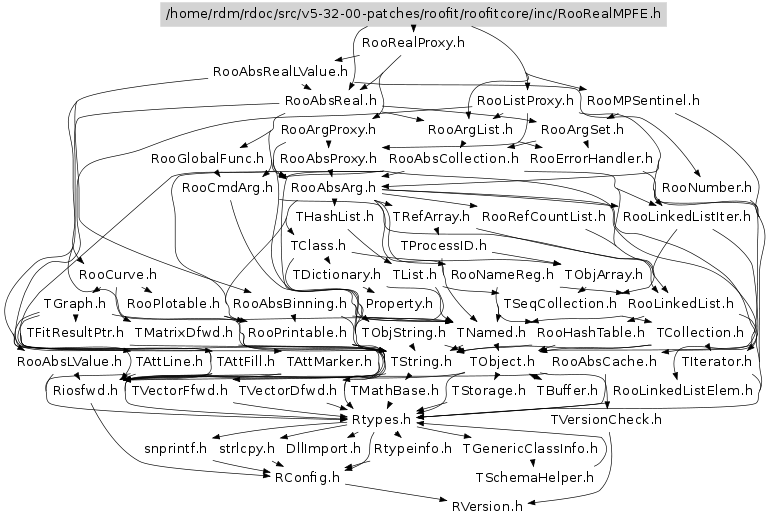 /home/rdm/rdoc/src/v5-32-00-patches/roofit/roofitcore/inc/RooRealMPFE.h
RooRealProxy.h
RooAbsRealLValue.h
RooAbsReal.h RooListProxy.h RooMPSentinel.h
RooArgProxy.h RooArgList.h RooArgSet.h
RooGlobalFunc.h RooAbsProxy.h RooAbsCollection.h RooErrorHandler.h
RooCmdArg.h RooAbsArg.h RooNumber.h
THashList.h TRefArray.h RooRefCountList.h RooLinkedListIter.h
TClass.h TProcessID.h
RooCurve.h TDictionary.h TList.h RooNameReg.h TObjArray.h
TGraph.h RooPlotable.h RooAbsBinning.h Property.h TSeqCollection.h RooLinkedList.h
TFitResultPtr.h TMatrixDfwd.h RooPrintable.h TObjString.h TNamed.h RooHashTable.h TCollection.h
RooAbsLValue.h TAttLine.h TAttFill.h TAttMarker.h TString.h TObject.h RooAbsCache.h TIterator.h
Riosfwd.h TVectorFfwd.h TVectorDfwd.h TMathBase.h TStorage.h TBuffer.h RooLinkedListElem.h
Rtypes.h TVersionCheck.h
snprintf.h strlcpy.h DllImport.h Rtypeinfo.h TGenericClassInfo.h
RConfig.h TSchemaHelper.h
RVersion.h